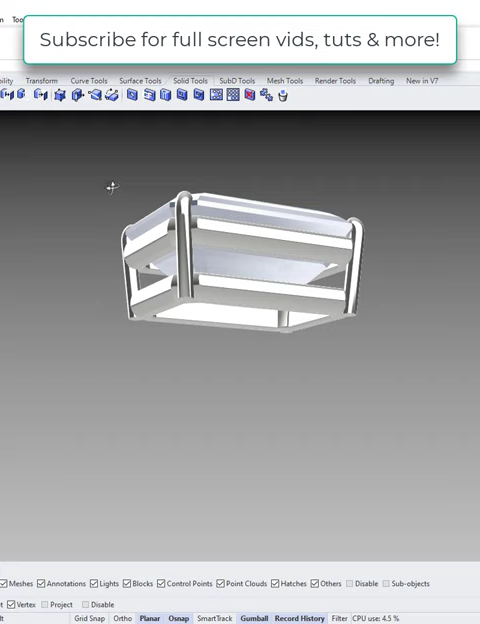 Too
Subscribe for full screen vids, tuts & more!
bility Transform Curve Tools Surface Tools Solid Tools SubD Tools Mesh Tools Render Tools Drafting New in V7
Meshes Annotations Lights Blocks Control Points Point Clouds Hatches Others Disable Sub-objects
Vertex Project Disable
Grid Snap Ortho Planar Osnap SmartTrack Gumball Record History Filter CPU use: 4.5 %